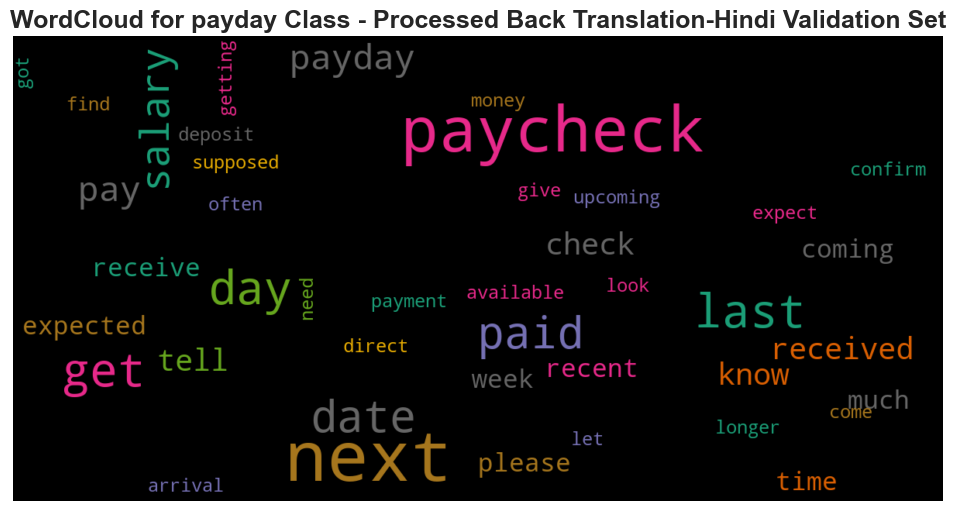 WordCloud for payday Class - Processed Back Translation-Hindi Validation Set
got
find
salary
getting
payday
deposit
supposed
money
paycheck
pay
often
give
upcoming
confirm
expect
check
coming
receive
day
need
payment
available
look
last
expected
direct
paid
received
get
tell
week
recent
know
much
date
come
longer
next
let
please
arrival
time